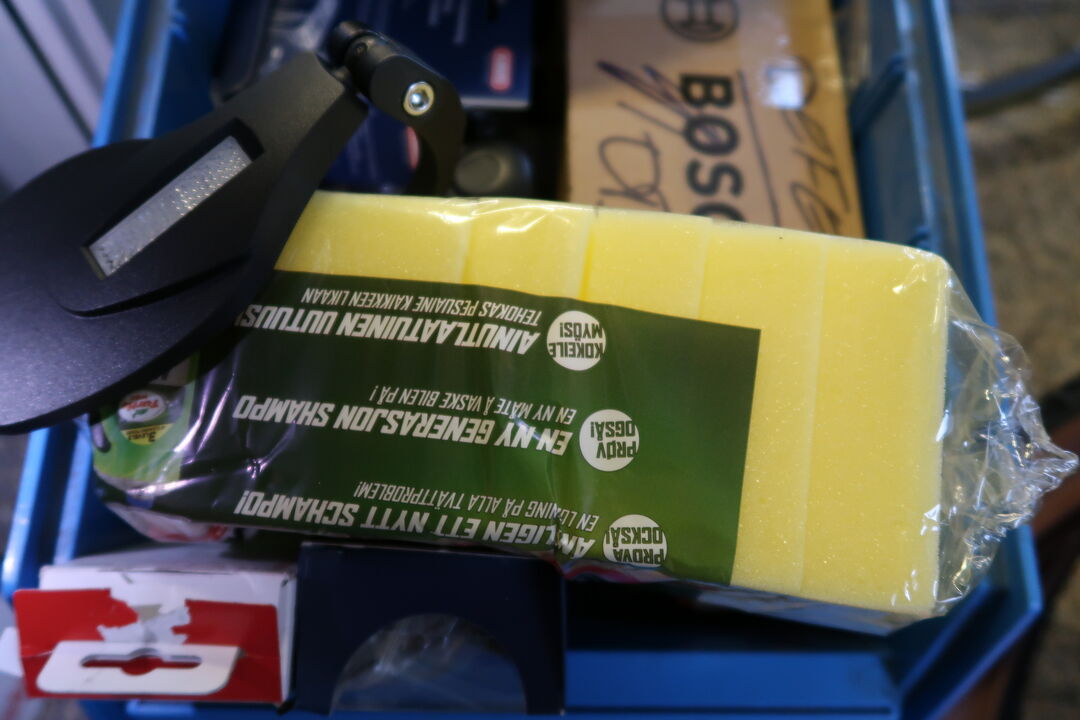 KOKEILE
MYÖS!
AINUTLAATUINEN UUTUUS!
TEHOKAS PESUAINE KAIKKEEN LIKAAN
PRØV
OGSÅ!
EN NY GENERASJON SHAMPO
EN NY MÅTE Å VASKE BILEN PÅ!
PROVA
OCKSÅ!
ÄNTLIGEN ETT NYTT SCHAMPO!
EN LÖSNING PÅ ALLA TVÄTTPROBLEM!
BOSC